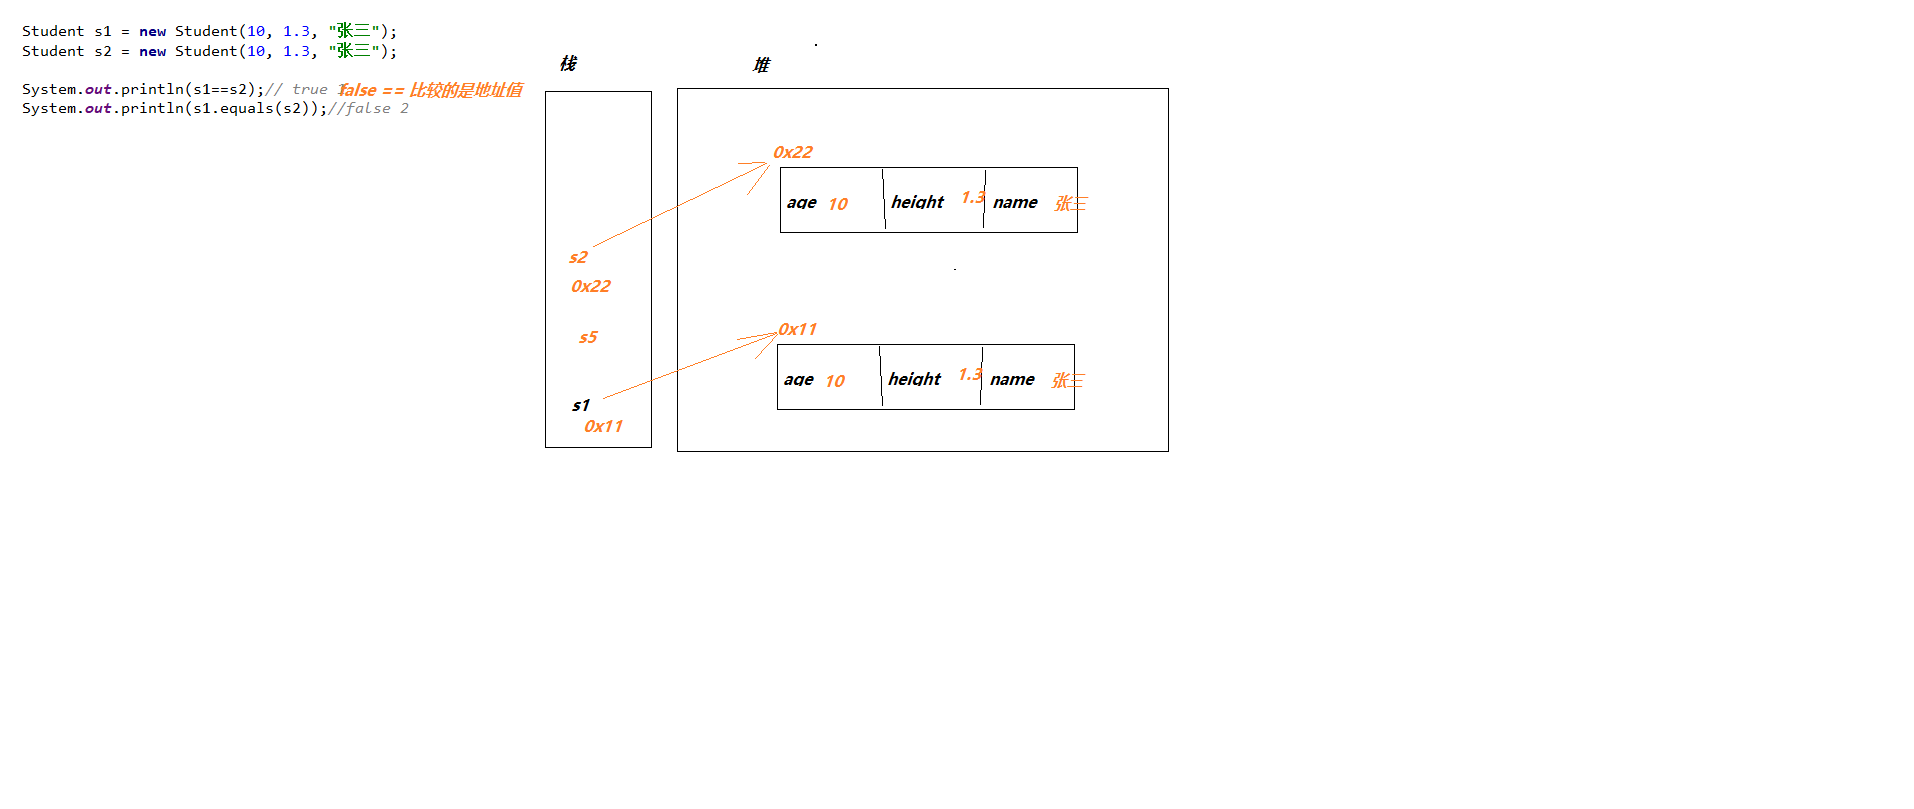 Student s1 = new Student(10, 1.3, "张三");
Student s2 = new Student(10, 1.3, "张三");
System.out.println(s1==s2);// true 1 false == 比较的是地址值
System.out.println(s1.equals(s2));//false 2
栈
堆
0x22
age 10 height 1.3 name 张三
s2
0x22
s5
0x11
age 10 height 1.3 name 张三
s1
0x11